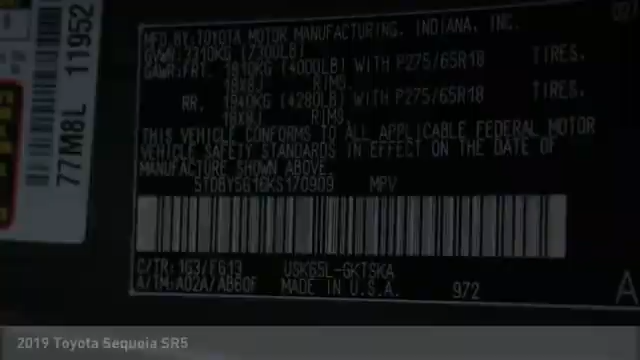 MFD BY TOYOTA MOTOR MANUFACTURING, INDIANA, INC.
GVWR: 7310KG (7300LB)
GAWR:FRT. 1810KG (4000LB) WITH P275/65R18 TIRES.
18X8J RIMS.
RR. 1940KG (4280LB) WITH P275/65R18 TIRES.
18X8J RIMS.
THIS VEHICLE CONFORMS TO ALL APPLICABLE FEDERAL MOTOR
VEHICLE SAFETY STANDARDS IN EFFECT ON THE DATE OF
MANUFACTURE SHOWN ABOVE.
5TDBY5G16KS170909 MPV
C/TR: 1G3/FG13 USK65L-GKTSKA
A/TM: A02A/AB60F MADE IN U.S.A. 972
A
77M8L 11952
2019 Toyota Sequoia SR5